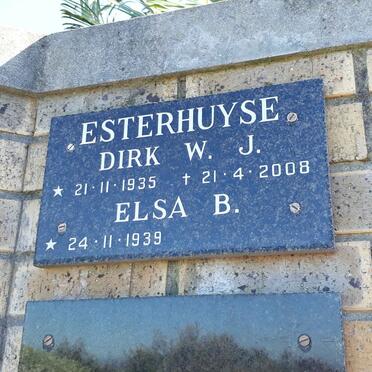 ESTERHUYSE
DIRK W. J.
★ 21·11·1935 ✝ 21·4·2008
ELSA B.
★ 24·11·1939